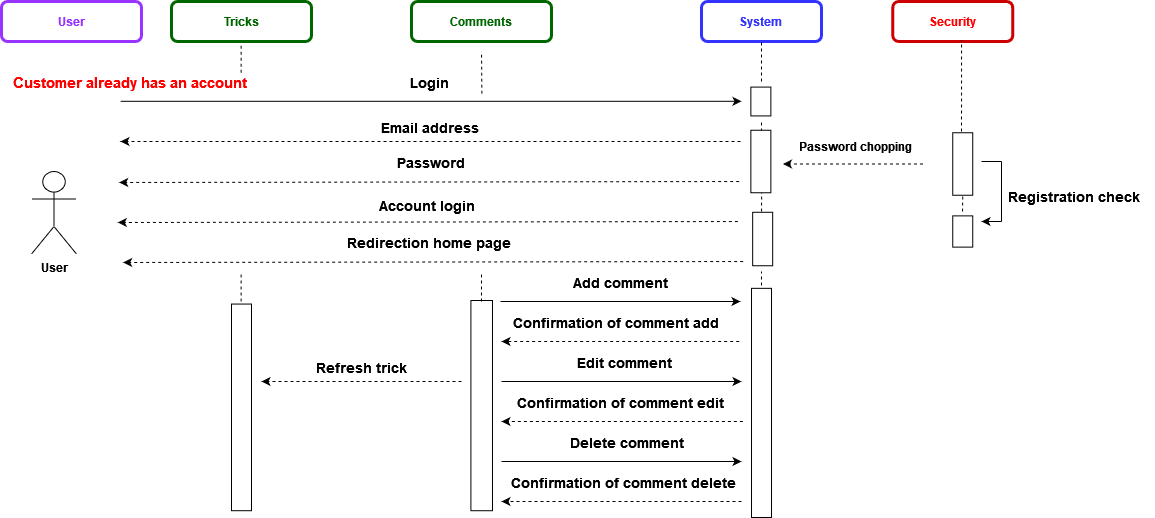 User
Tricks
Comments
System
Security
Customer already has an account
Login
Email address
Password chopping
Password
Registration check
Account login
Redirection home page
User
Add comment
Confirmation of comment add
Edit comment
Refresh trick
Confirmation of comment edit
Delete comment
Confirmation of comment delete